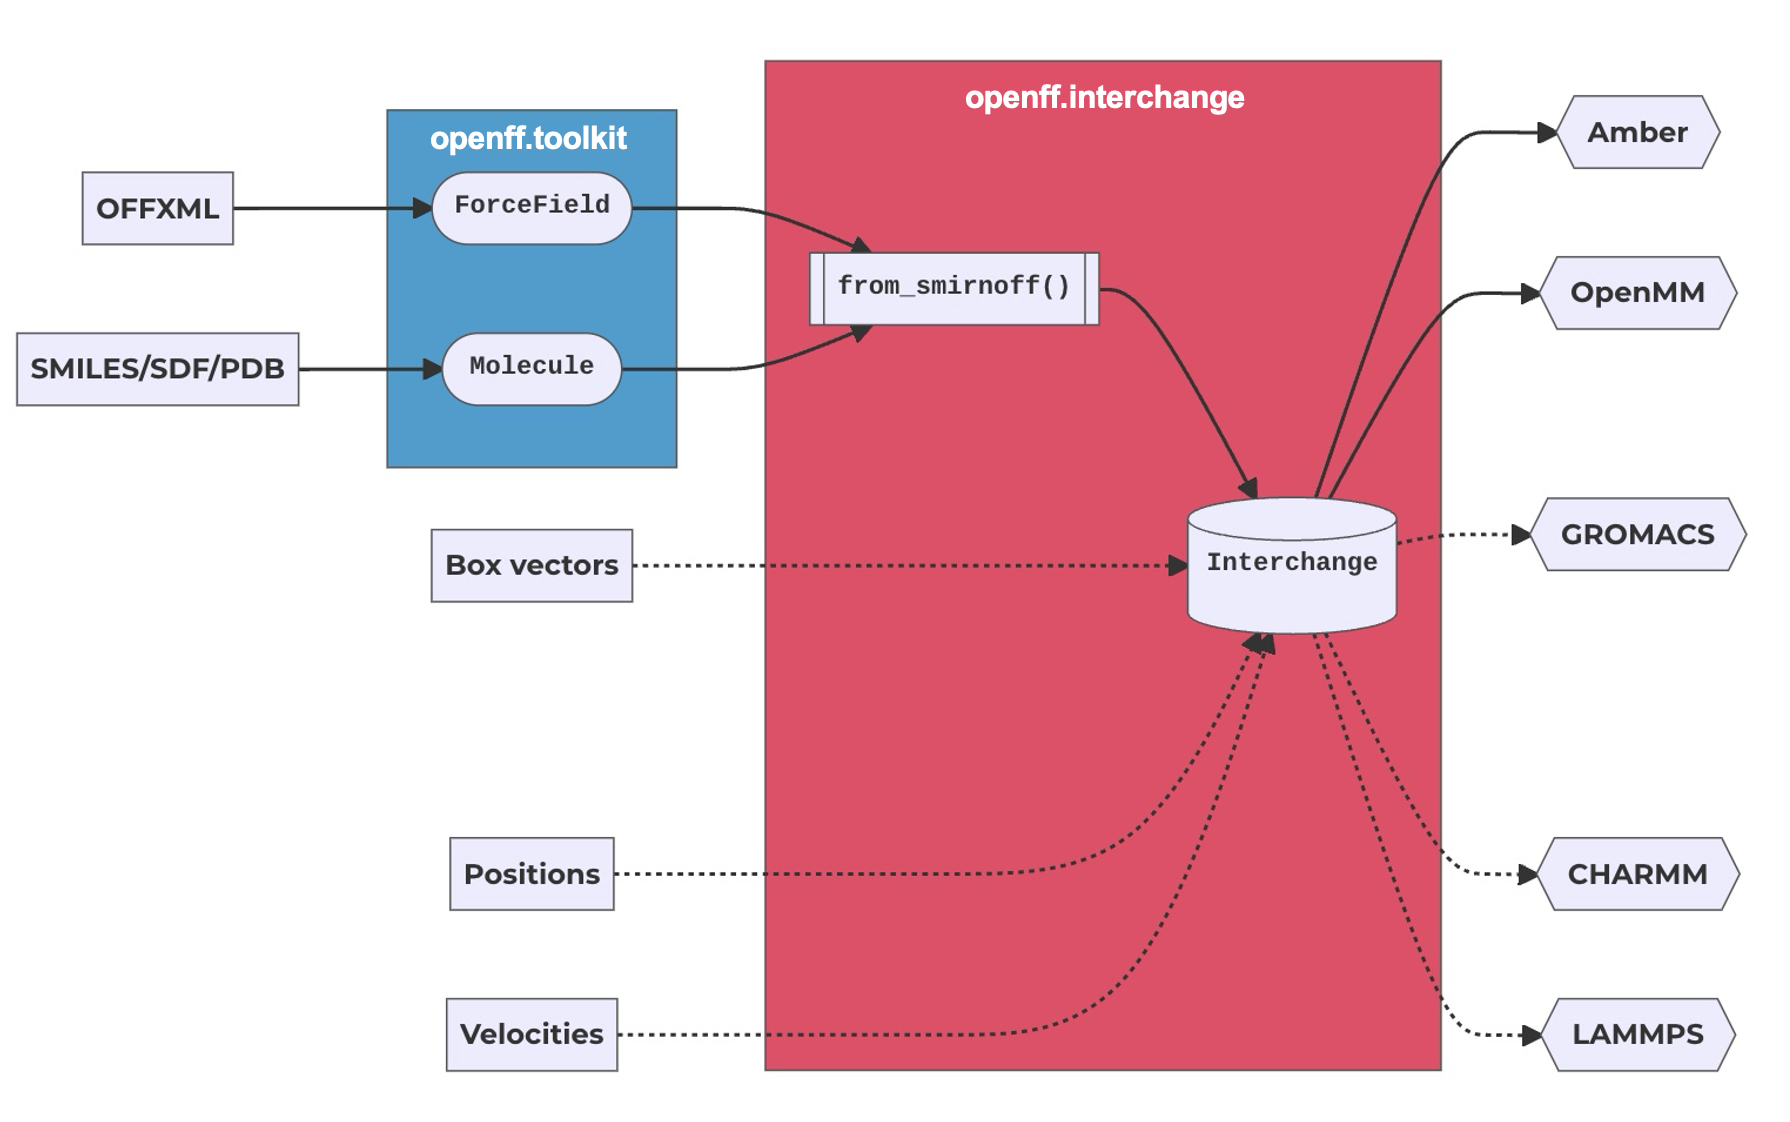 openff.interchange
openff.toolkit
Amber
OFFXML
ForceField
from_smirnoff()
OpenMM
SMILES/SDF/PDB
Molecule
GROMACS
Box vectors
Interchange
Positions
CHARMM
Velocities
LAMMPS